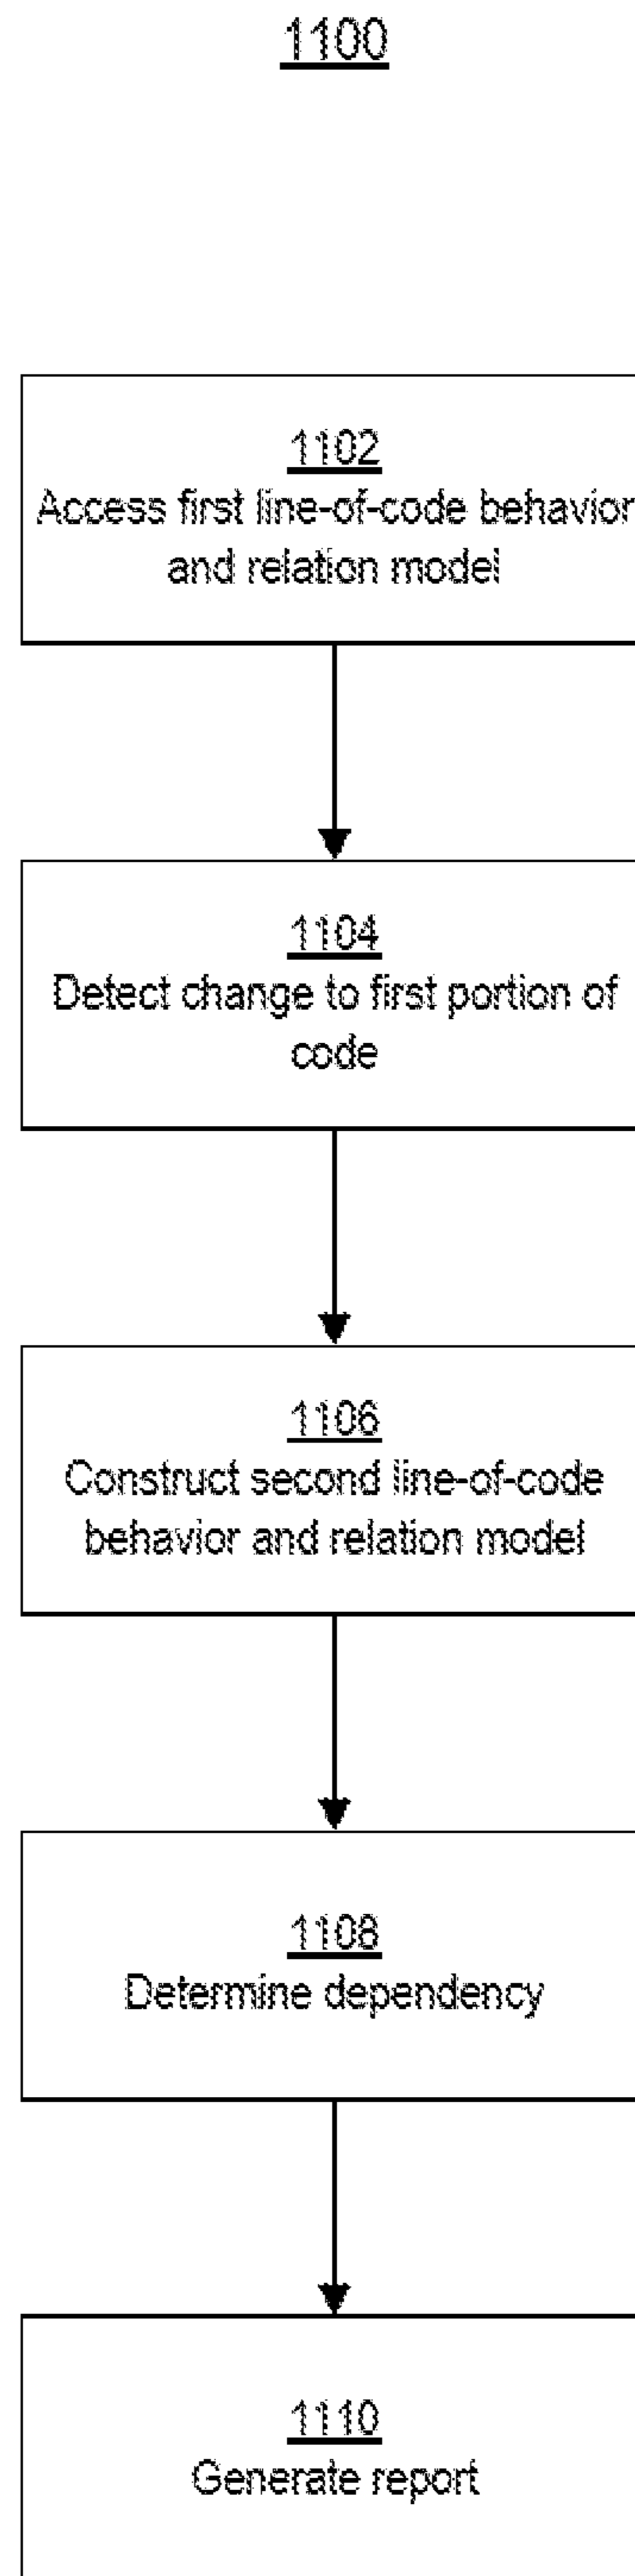 1100
1102
Access first line-of-code behavior
and relation model
1104
Detect change to first portion of
code
1106
Construct second line-of-code
behavior and relation model
1108
Determine dependency
1110
Generate report